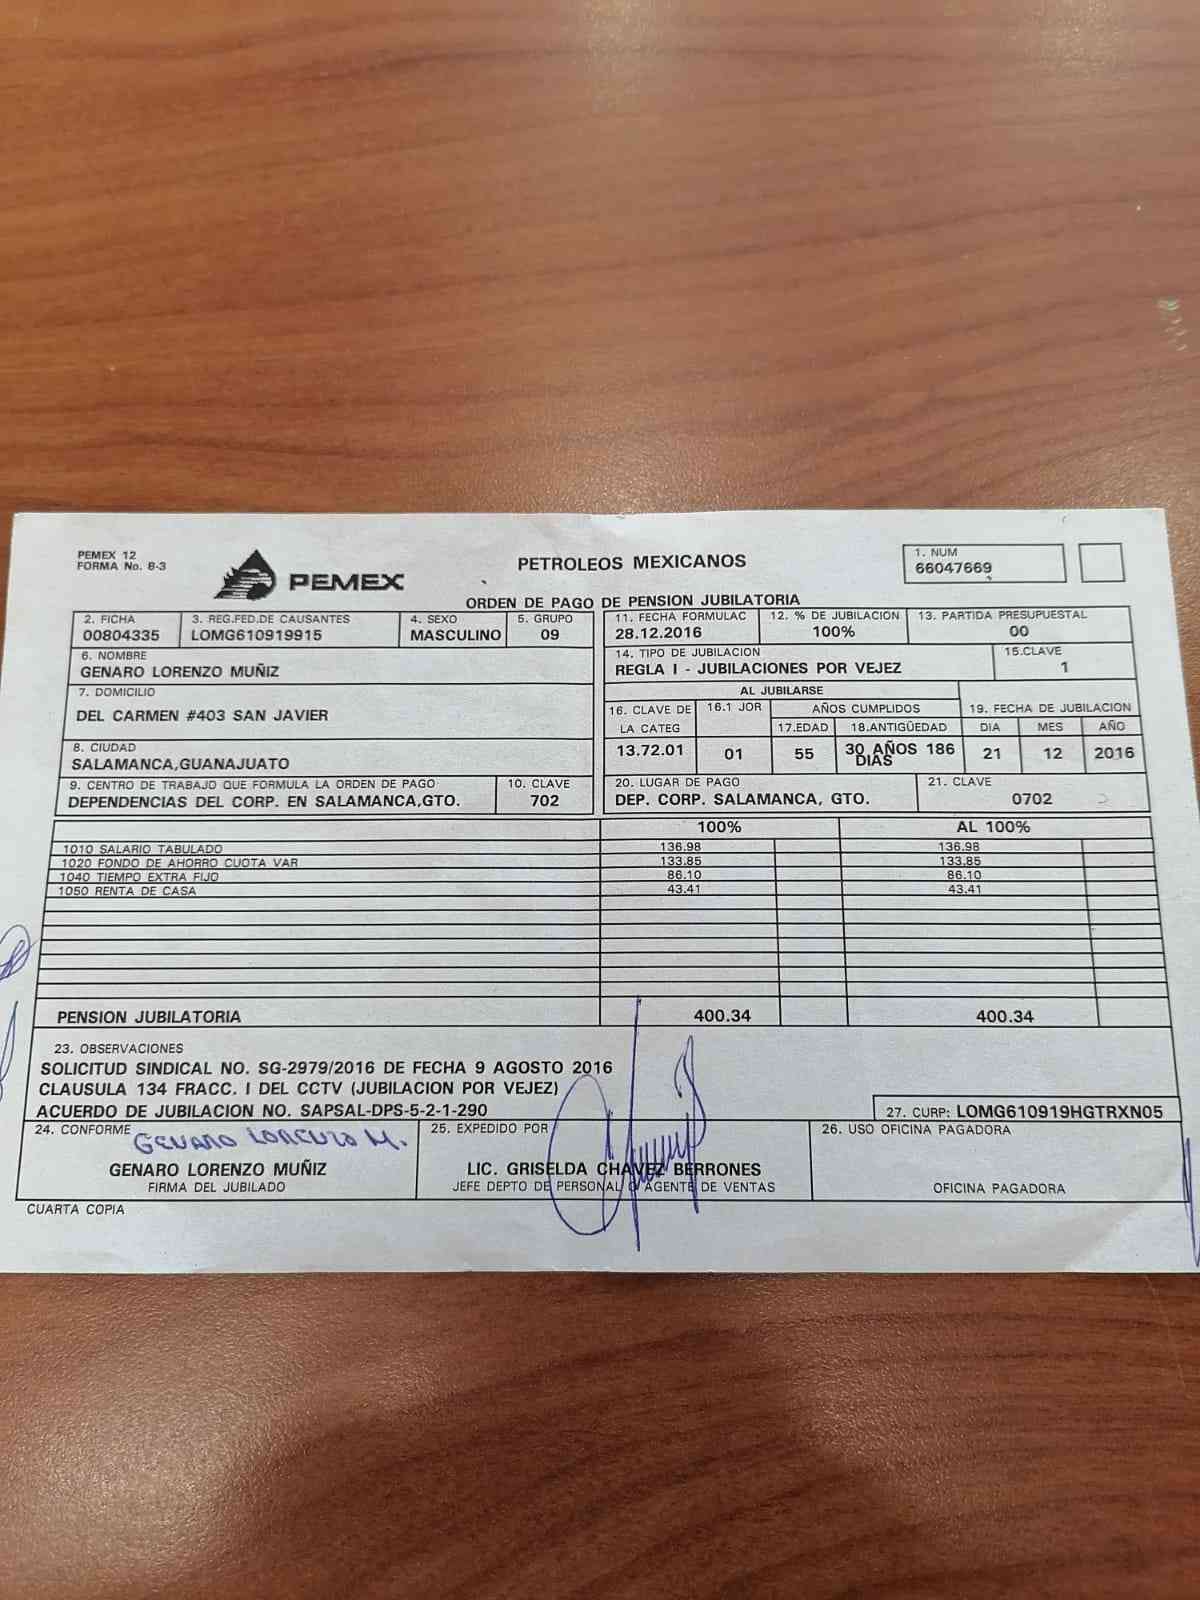 PEMEX 12
FORMA No. B-3
PEMEX
PETROLEOS MEXICANOS
1. NUM
66047669
ORDEN DE PAGO DE PENSION JUBILATORIA
2. FICHA 3. REG.FED.DE CAUSANTES 4. SEXO 5. GRUPO
00804335 LOMG610919915 MASCULINO 09
11. FECHA FORMULAC 12. % DE JUBILACION 13. PARTIDA PRESUPUESTAL
28.12.2016 100% 00
6. NOMBRE
GENARO LORENZO MUÑIZ
14. TIPO DE JUBILACION 15.CLAVE
REGLA I - JUBILACIONES POR VEJEZ 1
7. DOMICILIO
DEL CARMEN #403 SAN JAVIER
AL JUBILARSE
16. CLAVE DE LA CATEG 16.1 JOR AÑOS CUMPLIDOS 19. FECHA DE JUBILACION
17.EDAD 18.ANTIGÜEDAD DIA MES AÑO
13.72.01 01 55 30 AÑOS 186 DIAS 21 12 2016
8. CIUDAD
SALAMANCA,GUANAJUATO
9. CENTRO DE TRABAJO QUE FORMULA LA ORDEN DE PAGO 10. CLAVE
DEPENDENCIAS DEL CORP. EN SALAMANCA,GTO. 702
20. LUGAR DE PAGO 21. CLAVE
DEP. CORP. SALAMANCA, GTO. 0702
100% AL 100%
1010 SALARIO TABULADO 136.98 136.98
1020 FONDO DE AHORRO CUOTA VAR 133.85 133.85
1040 TIEMPO EXTRA FIJO 86.10 86.10
1050 RENTA DE CASA 43.41 43.41
PENSION JUBILATORIA 400.34 400.34
23. OBSERVACIONES
SOLICITUD SINDICAL NO. SG-2979/2016 DE FECHA 9 AGOSTO 2016
CLAUSULA 134 FRACC. I DEL CCTV (JUBILACION POR VEJEZ)
ACUERDO DE JUBILACION NO. SAPSAL-DPS-5-2-1-290
27. CURP: LOMG610919HGTRXN05
24. CONFORME GENARO LORENZO M.
GENARO LORENZO MUÑIZ
FIRMA DEL JUBILADO
25. EXPEDIDO POR
LIC. GRISELDA CHAVEZ BERRONES
JEFE DEPTO DE PERSONAL O AGENTE DE VENTAS
26. USO OFICINA PAGADORA
OFICINA PAGADORA
CUARTA COPIA